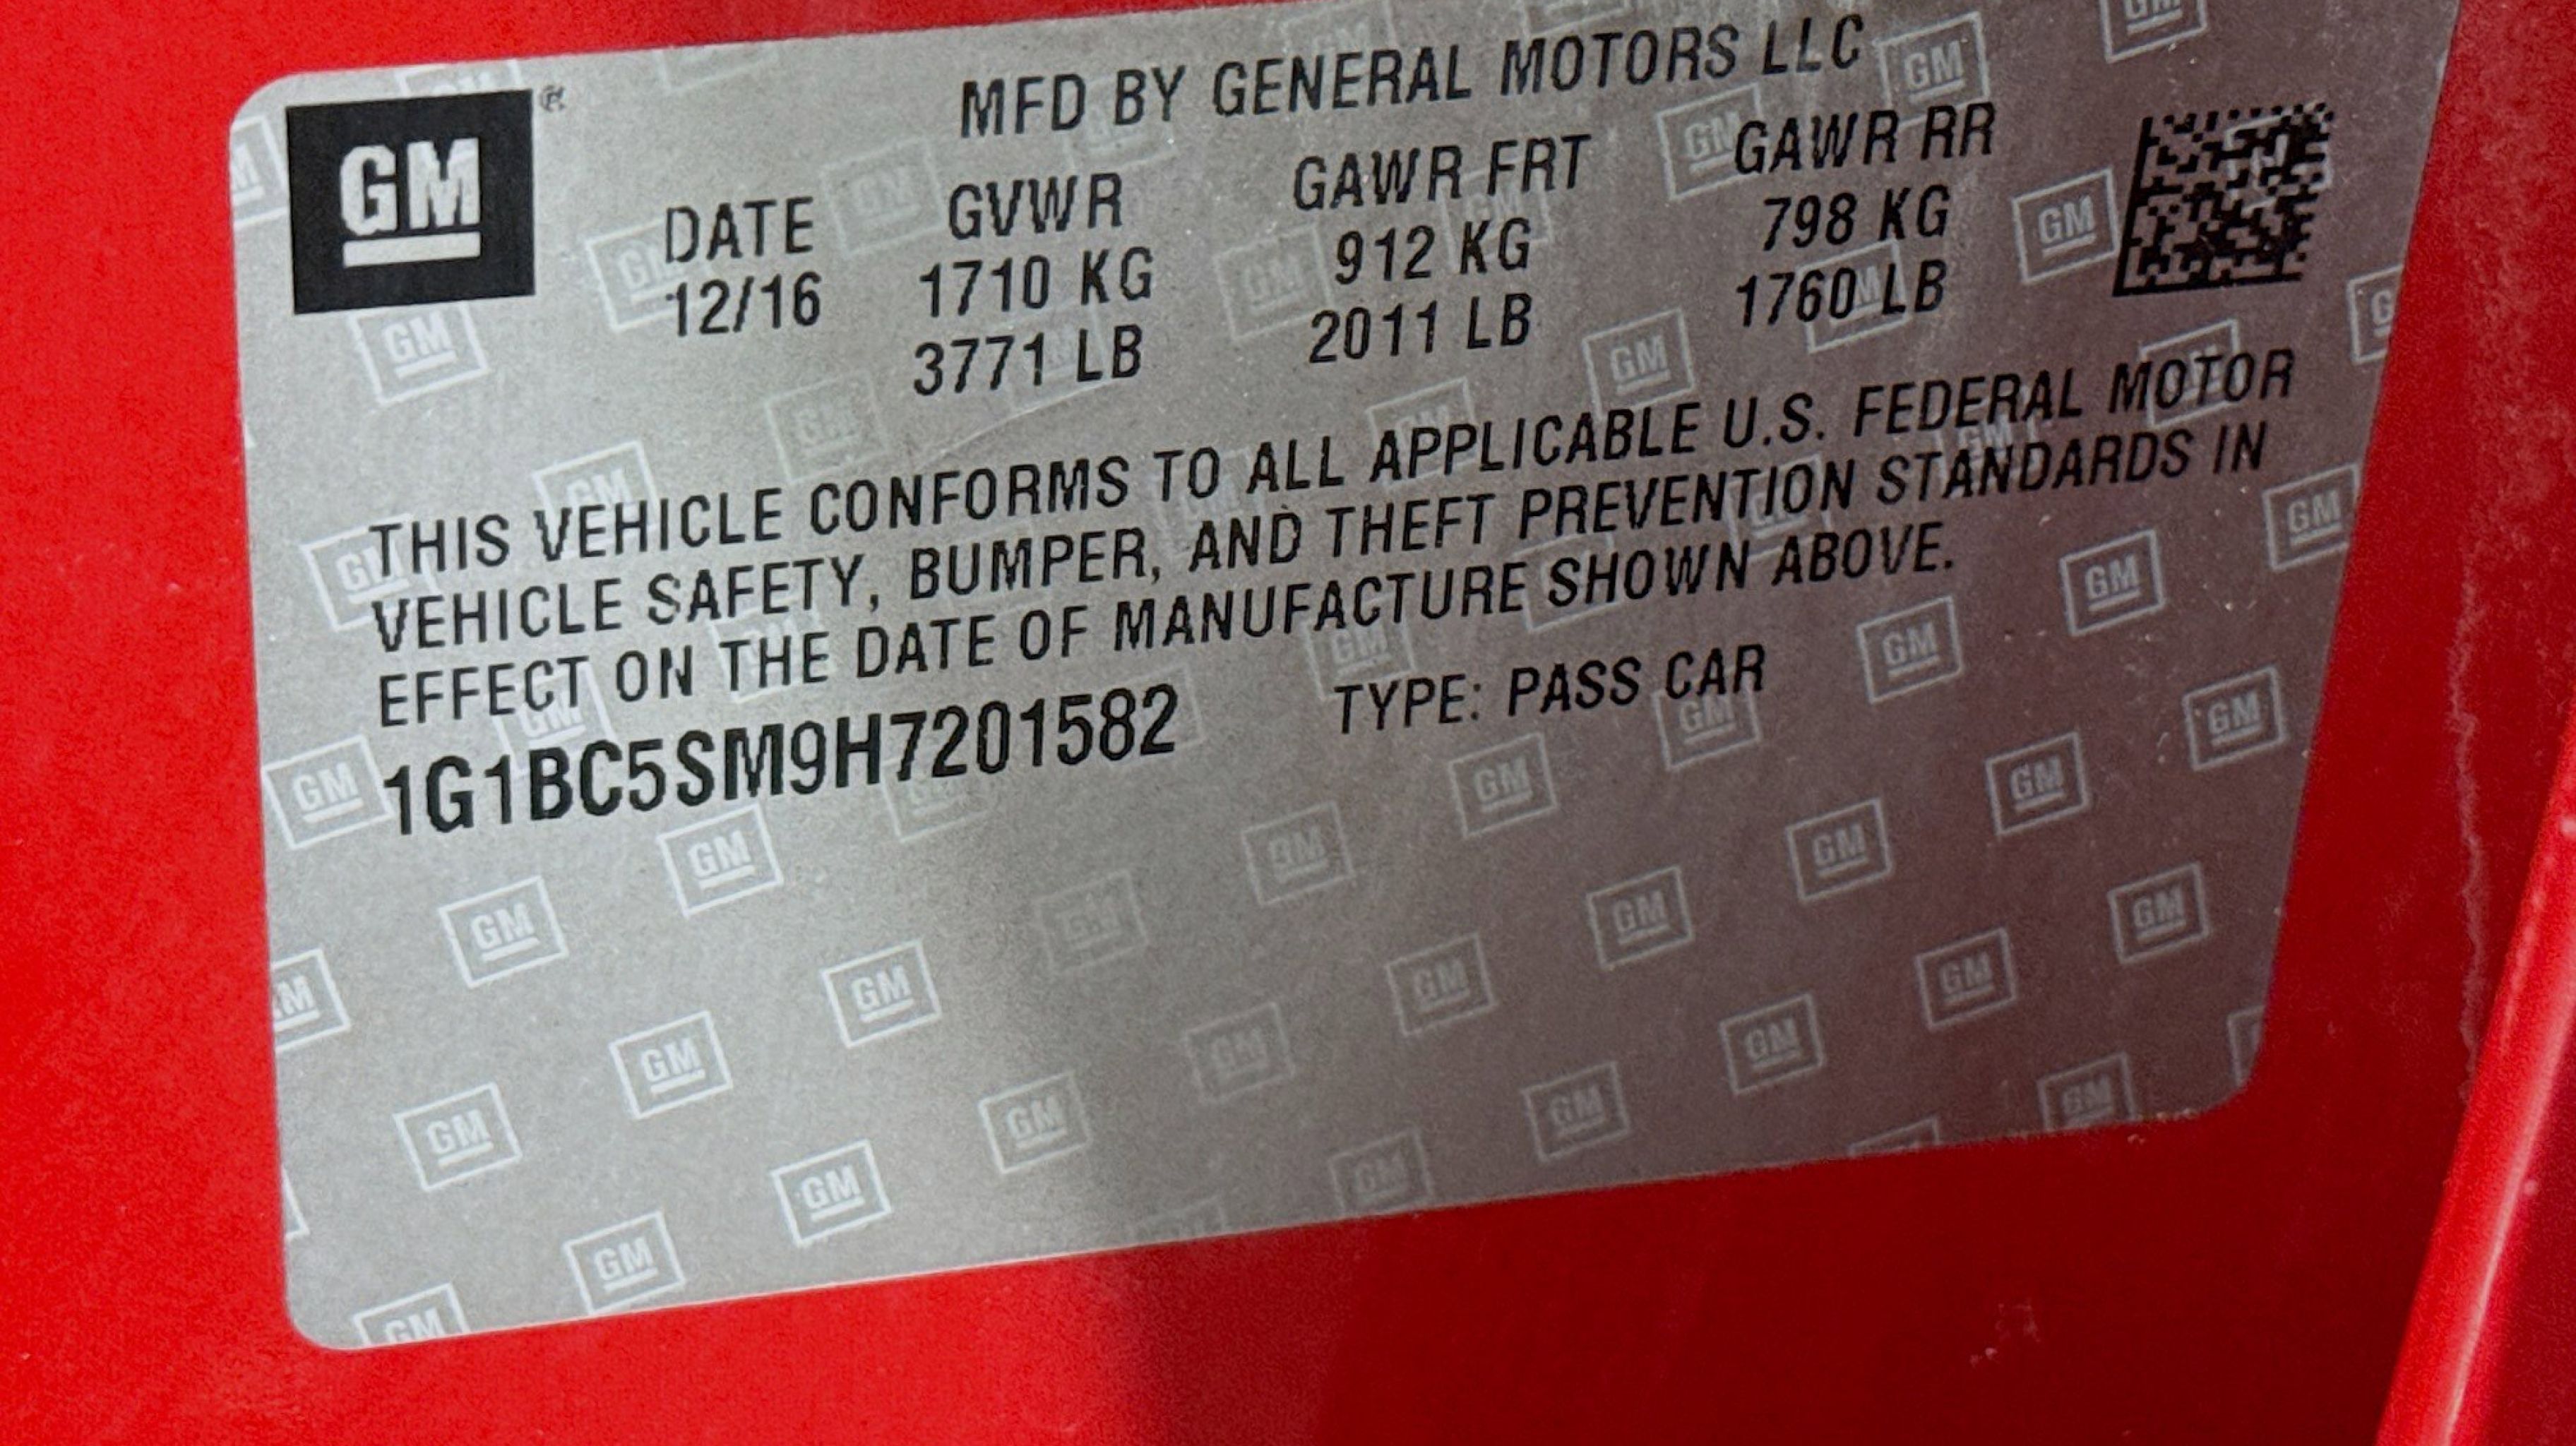 GM ®
MFD BY GENERAL MOTORS LLC
DATE GVWR GAWR FRT GAWR RR
12/16 1710 KG 912 KG 798 KG
3771 LB 2011 LB 1760 LB
THIS VEHICLE CONFORMS TO ALL APPLICABLE U.S. FEDERAL MOTOR
VEHICLE SAFETY, BUMPER, AND THEFT PREVENTION STANDARDS IN
EFFECT ON THE DATE OF MANUFACTURE SHOWN ABOVE.
1G1BC5SM9H7201582 TYPE: PASS CAR